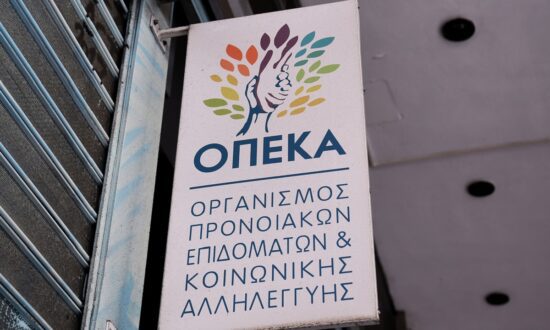 ΟΠΕΚΑ
ΟΡΓΑΝΙΣΜΟΣ
ΠΡΟΝΟΙΑΚΩΝ
ΕΠΙΔΟΜΑΤΩΝ &
ΚΟΙΝΩΝΙΚΗΣ
ΑΛΛΗΛΕΓΓΥΗΣ